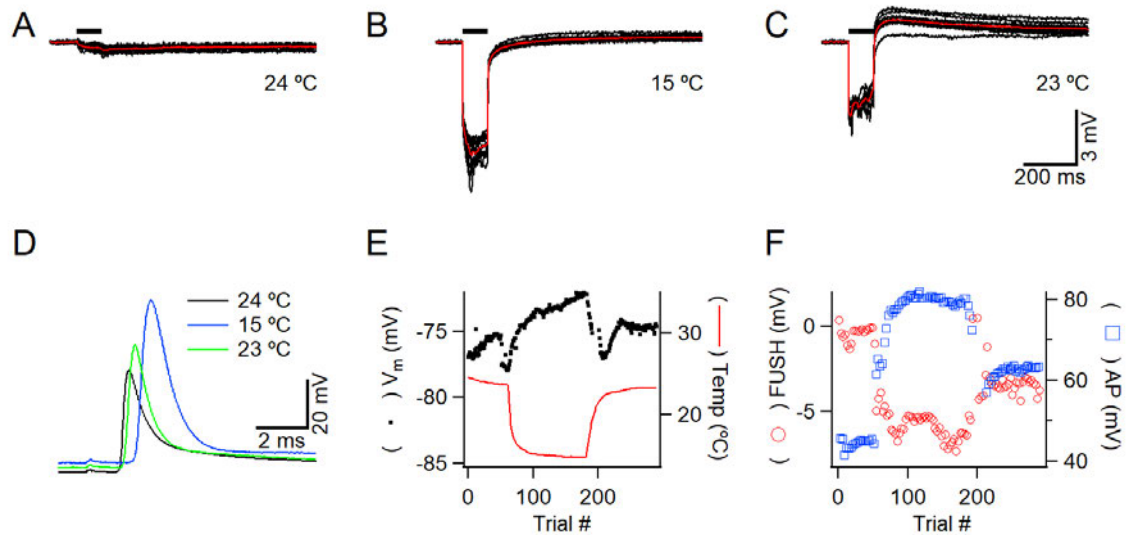 A
24 ºC
B
15 ºC
C
23 ºC
3 mV
200 ms
D
24 ºC
15 ºC
23 ºC
20 mV
2 ms
E
( ▪ ) Vm (mV)
-75
-80
-85
0
200
Trial #
30
20
( — ) Temp (ºC)
F
( ○ ) FUSH (mV)
0
-5
0
100
200
Trial #
80
60
40
( □ ) AP (mV)